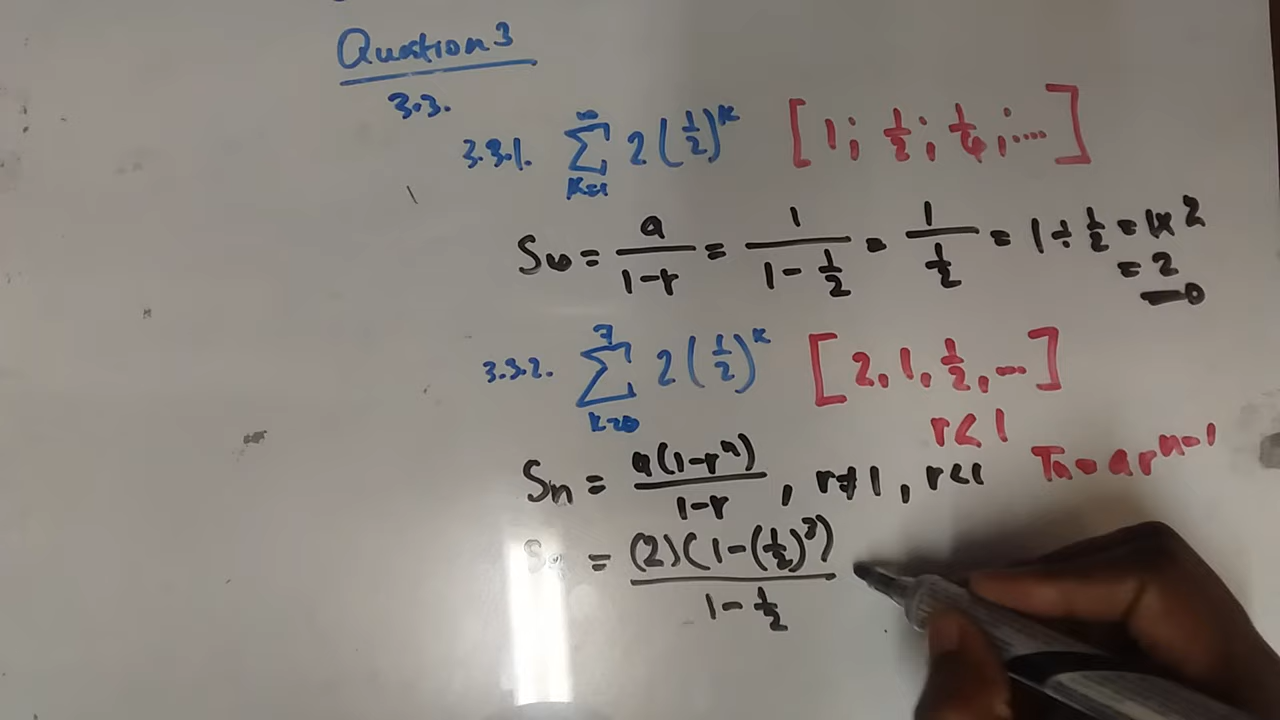 Question 3
3.3.
3.3.1. ∞∑k=1 2(1/2)^k [1; 1/2; 1/4; ....]
S∞ = a/(1-r) = 1/(1-1/2) = 1/(1/2) = 1 ÷ 1/2 = 1 × 2
= 2
3.3.2. 7∑k=0 2(1/2)^k [2, 1, 1/2, ...]
r < 1
Sn = a(1-r^n)/(1-r), r ≠ 1, r < 1 Tn = ar^(n-1)
= (2)(1-(1/2)^)/(1-1/2)